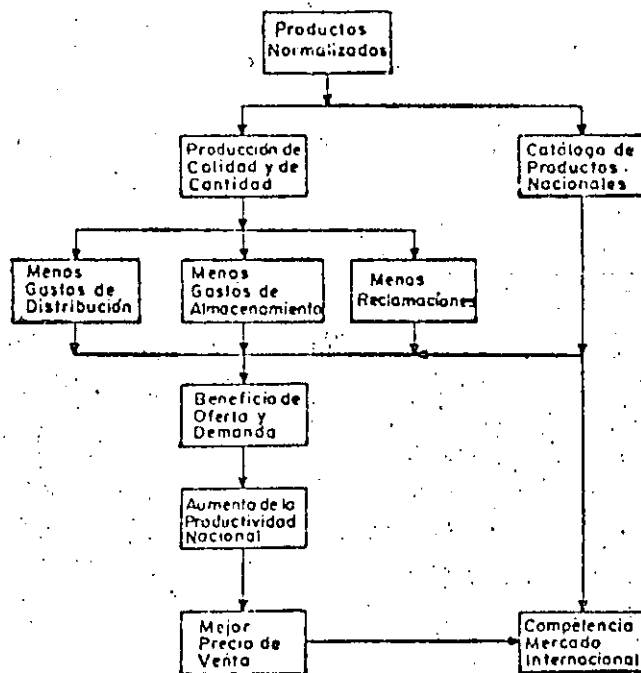 Productos
Normalizados
Producción de
Calidad y de
Cantidad
Catálogo de
Productos
Nacionales
Menos
Gastos de
Distribución
Menos
Gastos de
Almacenamiento
Menos
Reclamaciones
Beneficio de
Oferta y
Demanda
Aumento de la
Productividad
Nacional
Mejor
Precio de
Venta
Competencia
Mercado
Internacional